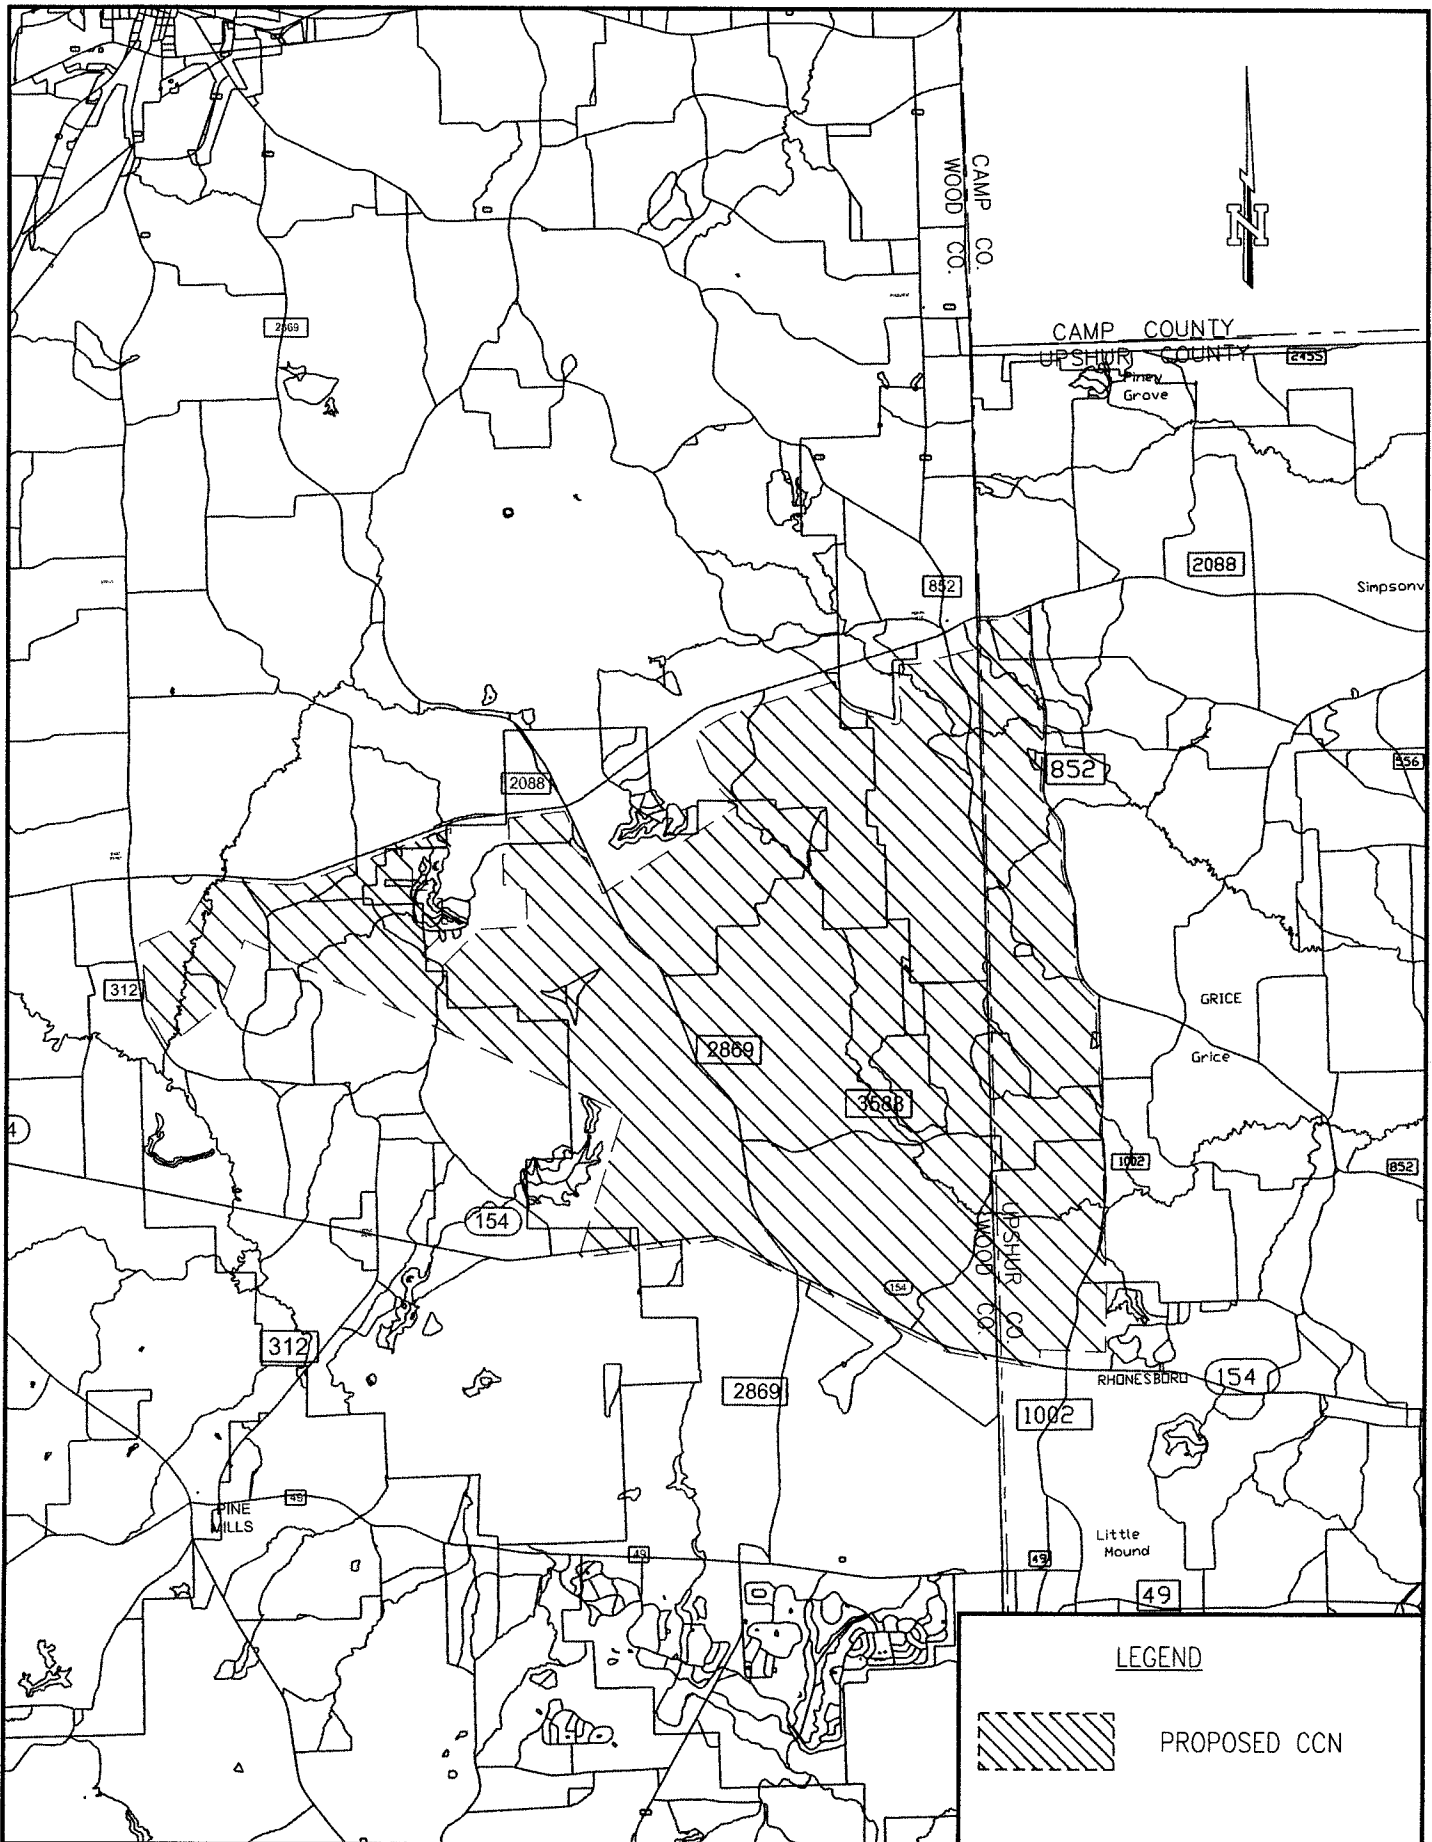 CAMP CO.
WOOD CO.
N
2869
CAMP COUNTY
UPSHUR COUNTY
2455
Piney
Grove
852
2088
Simpsonv
2088
852
556
312
GRICE
Grice
2869
3588
4
1002
852
154
UPSHUR CO.
WOOD CO.
154
312
RHONESBORO
154
2869
1002
49
PINE
MILLS
49
49
Little
Mound
49
LEGEND
PROPOSED CCN